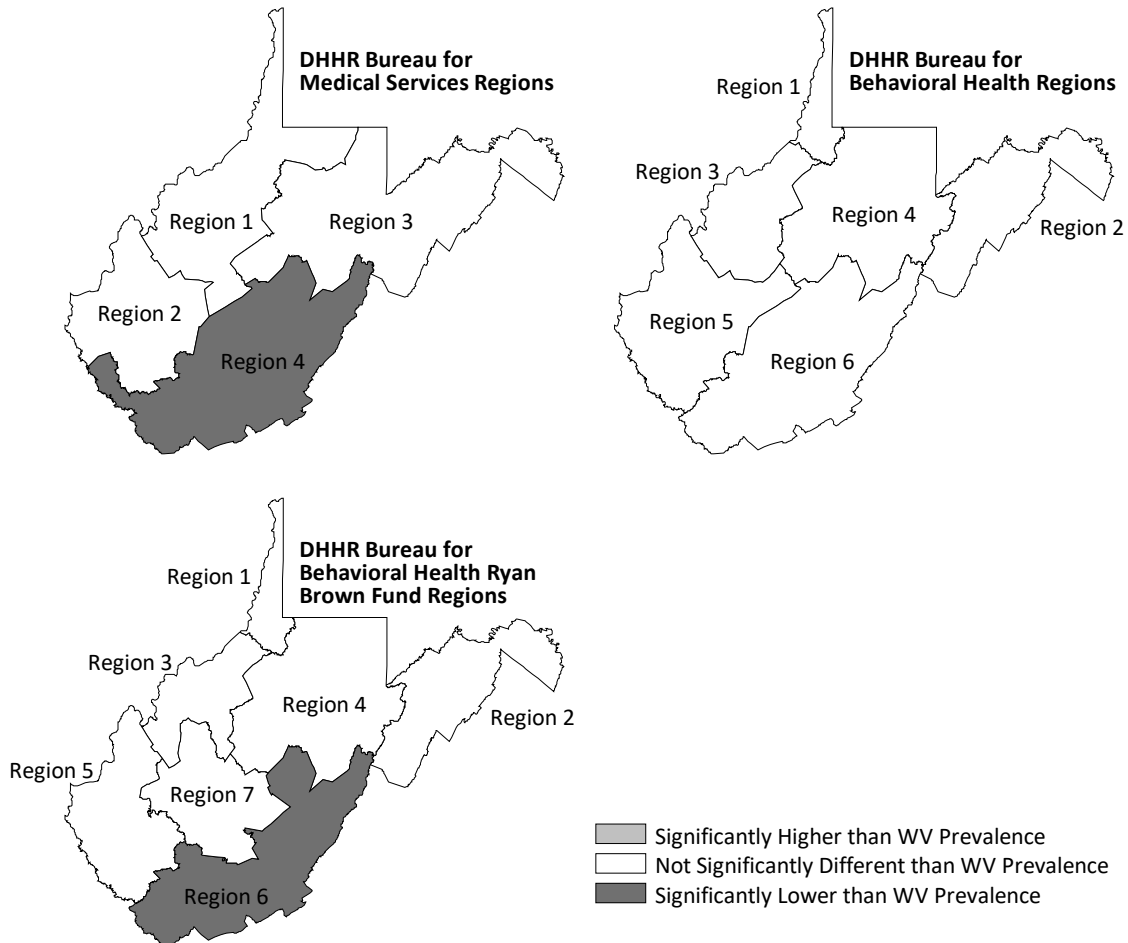 DHHR Bureau for
Medical Services Regions
Region 1
Region 3
Region 2
Region 4
DHHR Bureau for
Behavioral Health Regions
Region 1
Region 3
Region 4
Region 2
Region 5
Region 6
DHHR Bureau for
Behavioral Health Ryan
Brown Fund Regions
Region 1
Region 3
Region 4
Region 2
Region 5
Region 7
Region 6
Significantly Higher than WV Prevalence
Not Significantly Different than WV Prevalence
Significantly Lower than WV Prevalence